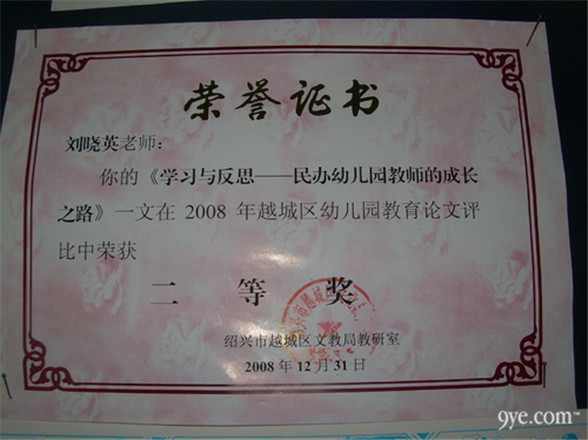 荣誉证书
刘晓英老师：
你的《学习与反思——民办幼儿园教师的成长
之路》一文在 2008 年越城区幼儿园教育论文评
比中荣获
二 等 奖
绍兴市越城区文教局教研室
2008 年 12 月 31 日
9ye.com™